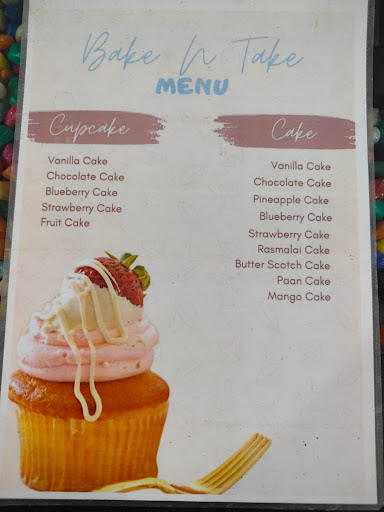 Bake N Take
MENU
Cupcake
Vanilla Cake
Chocolate Cake
Blueberry Cake
Strawberry Cake
Fruit Cake
Cake
Vanilla Cake
Chocolate Cake
Pineapple Cake
Blueberry Cake
Strawberry Cake
Rasmalai Cake
Butter Scotch Cake
Paan Cake
Mango Cake